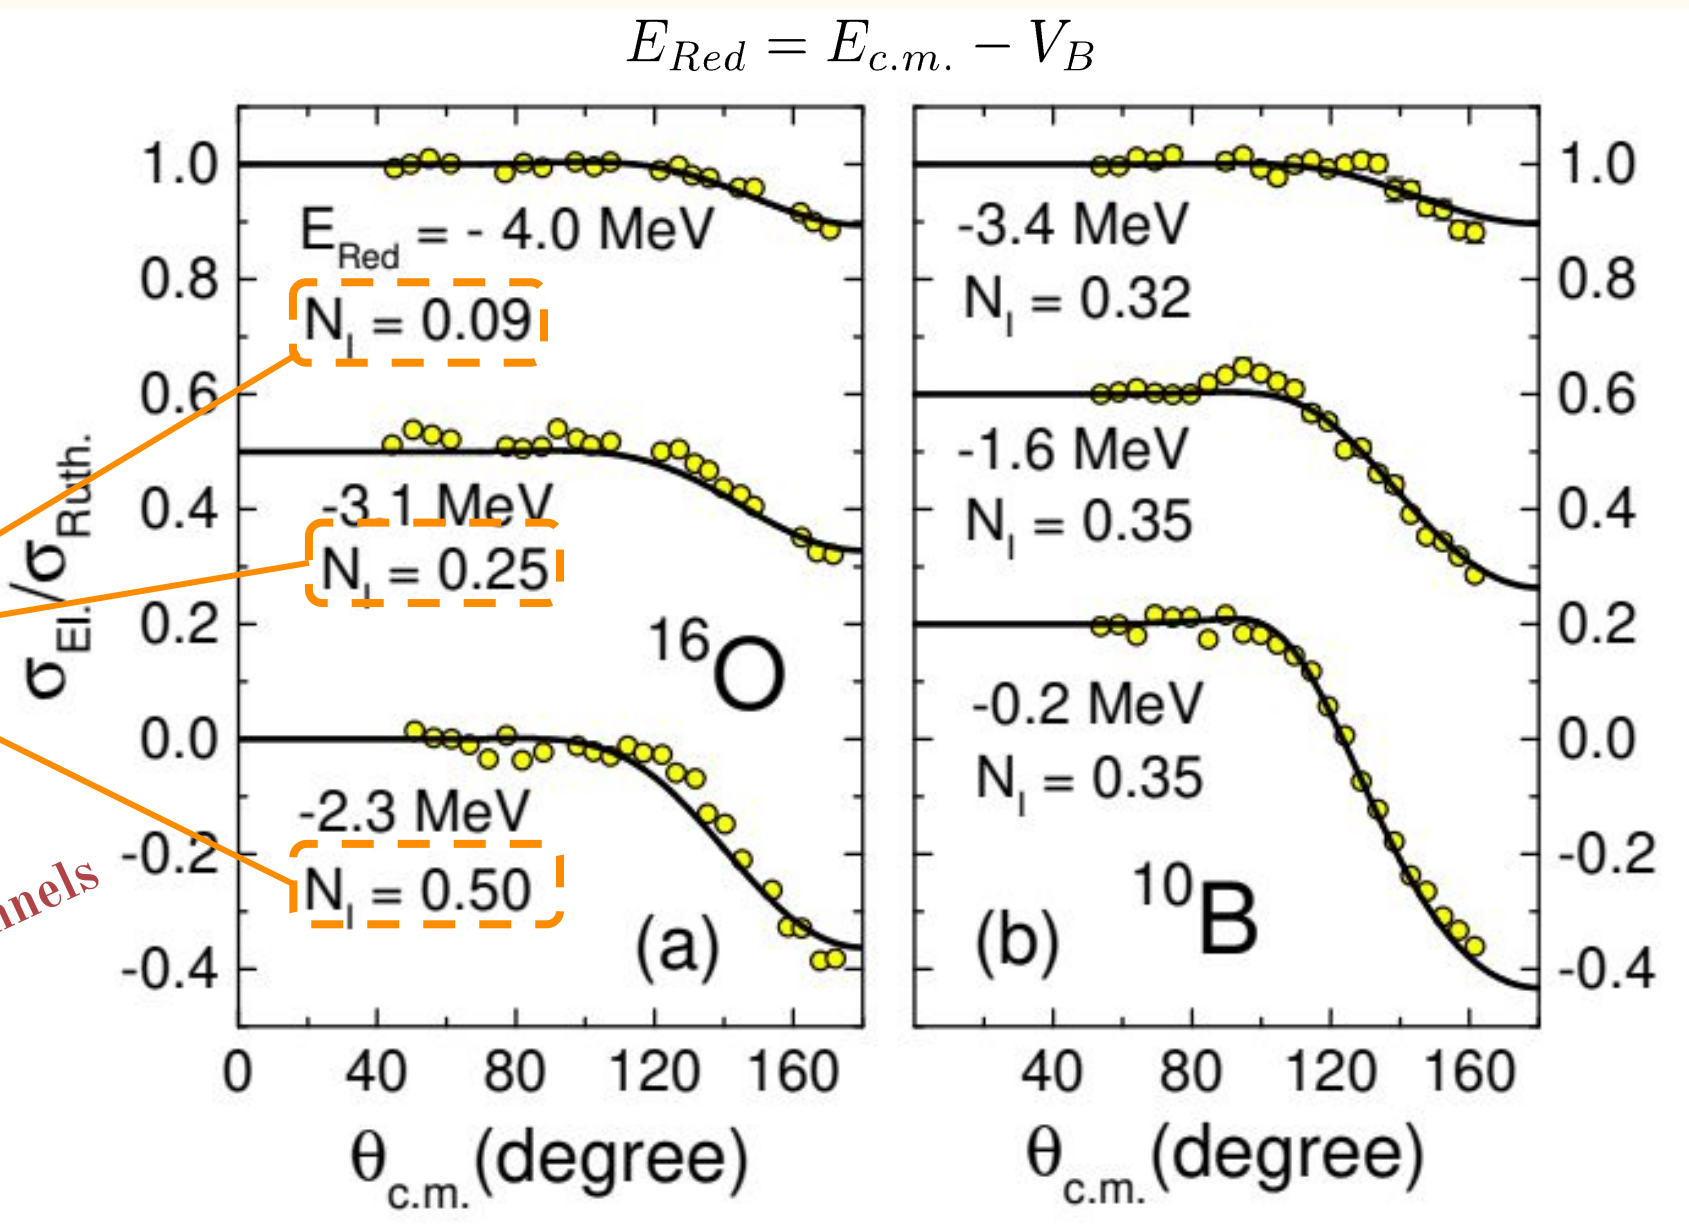 E_Red = E_c.m. − V_B
1.0
0.8
0.6
0.4
0.2
0.0
-0.2
-0.4
σ_El./σ_Ruth.
E_Red = - 4.0 MeV
N_I = 0.09
-3.1 MeV
N_I = 0.25
16O
-2.3 MeV
N_I = 0.50
(a)
0 40 80 120 160
θ_c.m. (degree)
-3.4 MeV
N_I = 0.32
-1.6 MeV
N_I = 0.35
-0.2 MeV
N_I = 0.35
10B
(b)
1.0
0.8
0.6
0.4
0.2
0.0
-0.2
-0.4
40 80 120 160
θ_c.m. (degree)